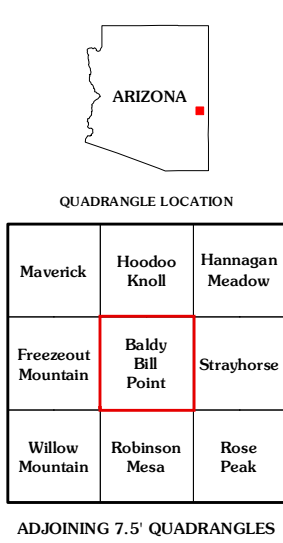 ARIZONA
QUADRANGLE LOCATION
Maverick
Hoodoo
Knoll
Hannagan
Meadow
Freezeout
Mountain
Baldy
Bill
Point
Strayhorse
Willow
Mountain
Robinson
Mesa
Rose
Peak
ADJOINING 7.5' QUADRANGLES